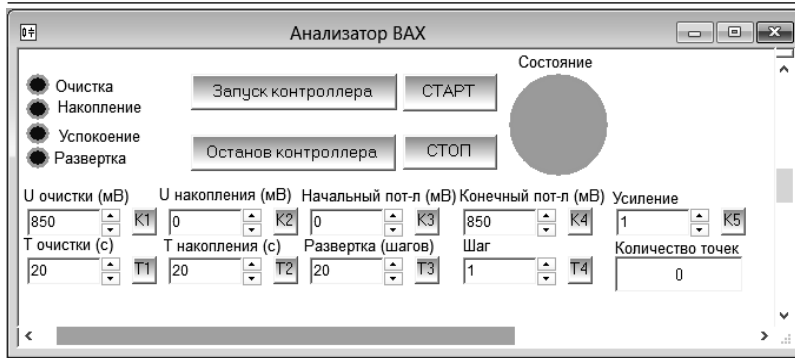 Анализатор ВАХ
Состояние
Очистка
Накопление
Успокоение
Развертка
Запуск контроллера СТАРТ
Останов контроллера СТОП
U очистки (мВ) U накопления (мВ) Начальный пот-л (мВ) Конечный пот-л (мВ) Усиление
850 K1 0 K2 0 K3 850 K4 1 K5
Т очистки (с) Т накопления (с) Развертка (шагов) Шаг Количество точек
20 T1 20 T2 20 T3 1 T4 0